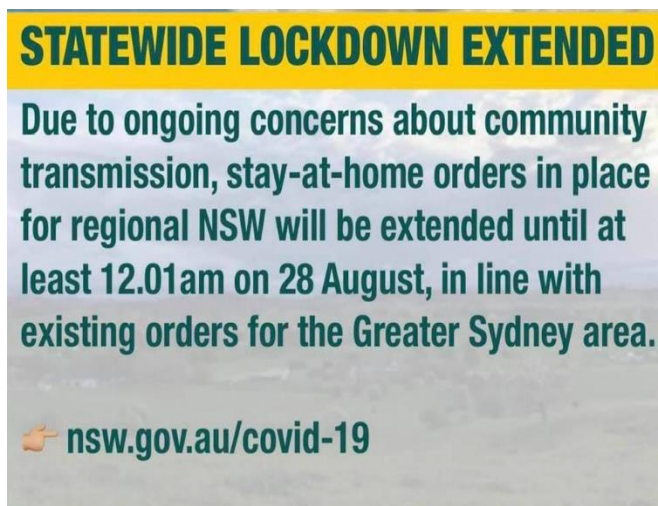 STATEWIDE LOCKDOWN EXTENDED
Due to ongoing concerns about community
transmission, stay-at-home orders in place
for regional NSW will be extended until at
least 12.01am on 28 August, in line with
existing orders for the Greater Sydney area.
👉🏼 nsw.gov.au/covid-19